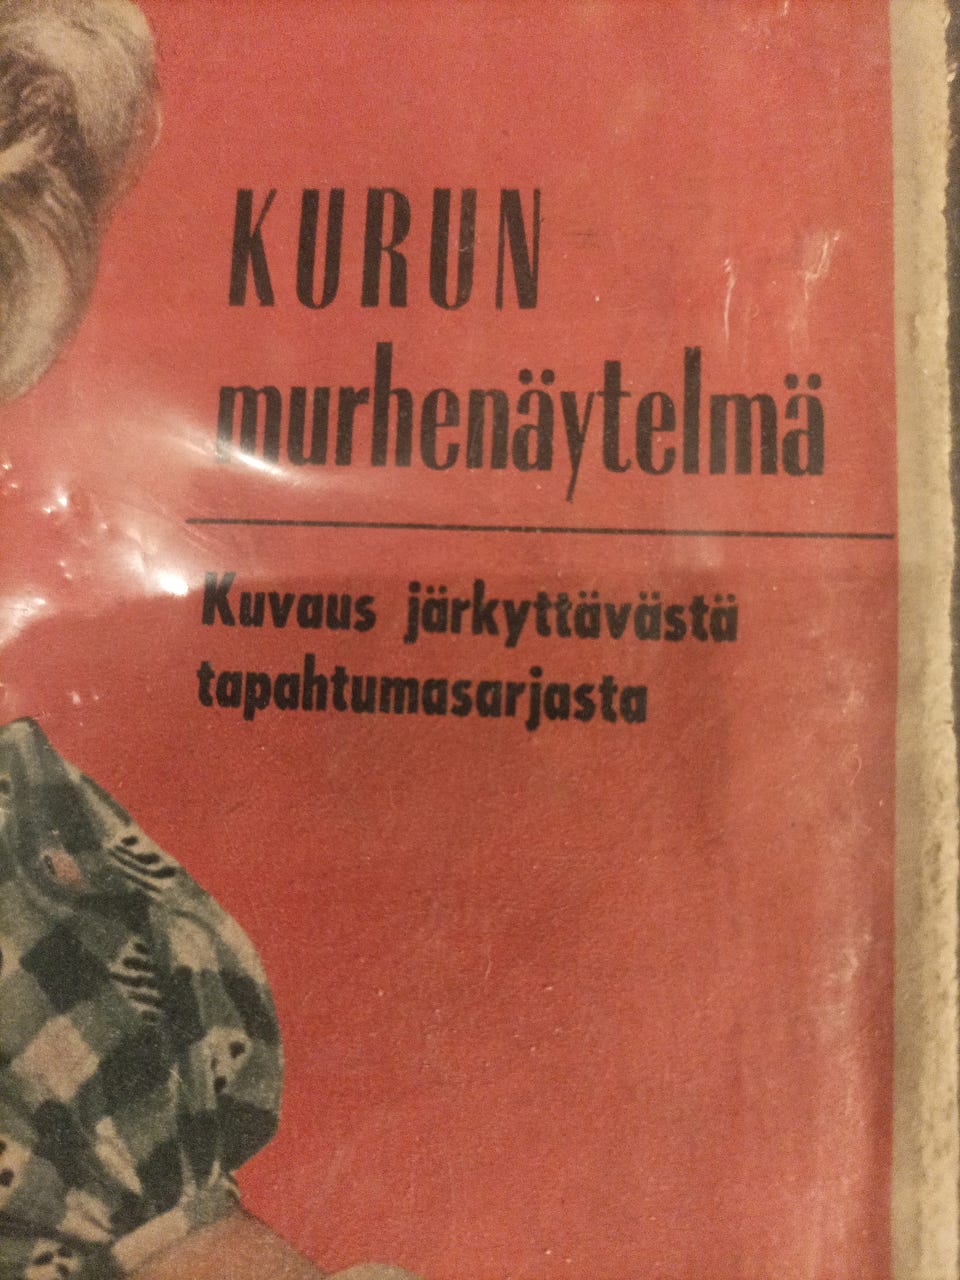 KURUN
murhenäytelmä
Kuvaus järkyttävästä
tapahtumasarjasta